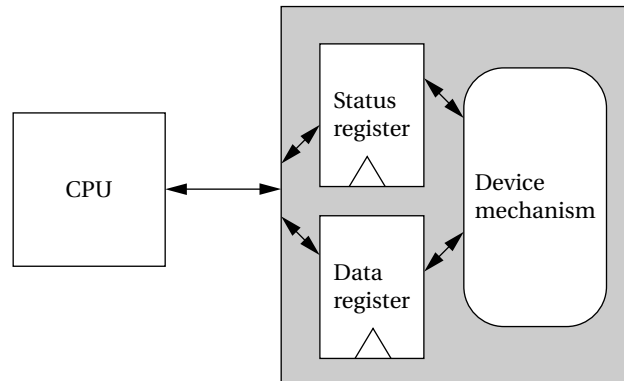 CPU
Status
register
Data
register
Device
mechanism